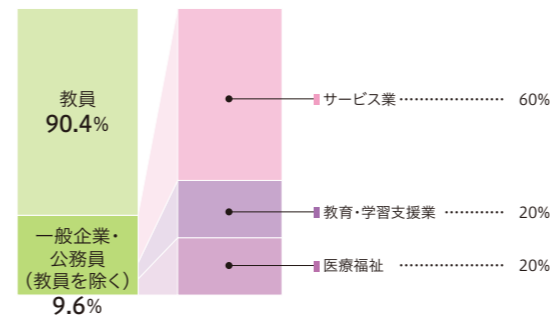 教員
90.4%
一般企業・
公務員
(教員を除く)
9.6%
サービス業 ………………… 60%
教育・学習支援業 ………… 20%
医療福祉 ………………… 20%